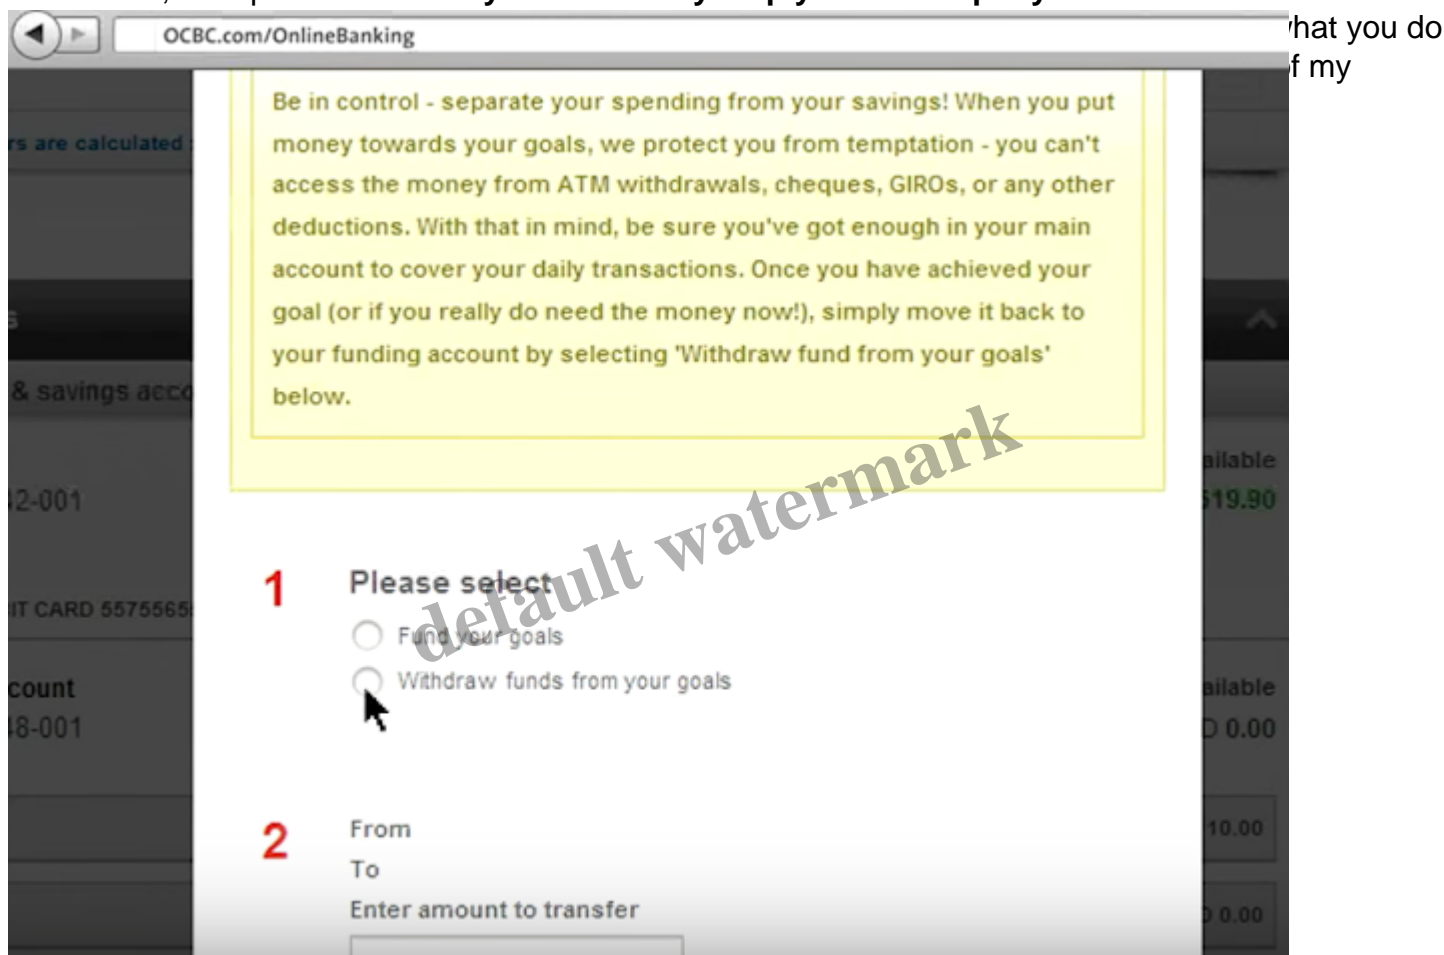 OCBC.com/OnlineBanking
hat you do
f my
Be in control - separate your spending from your savings! When you put
rs are calculated
money towards your goals, we protect you from temptation - you can't
access the money from ATM withdrawals, cheques, GIROs, or any other
deductions. With that in mind, be sure you've got enough in your main
account to cover your daily transactions. Once you have achieved your
goal (or if you really do need the money now!), simply move it back to
your funding account by selecting 'Withdraw fund from your goals'
below.
s
& savings acco
ailable
42-001
619.90
default watermark
1 Please select
Fund your goals
IT CARD 5575565
Withdraw funds from your goals
count
ailable
48-001
D 0.00
2 From
To
Enter amount to transfer
10.00
D 0.00